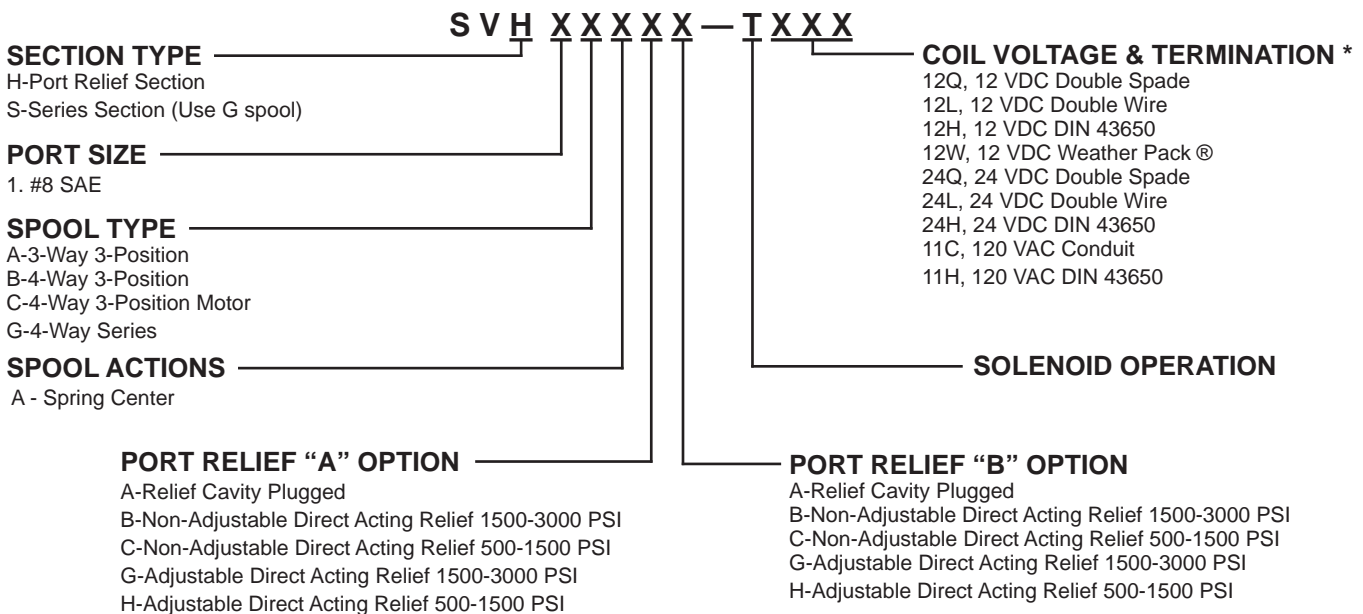 S V H X X X X X — T X X X
SECTION TYPE
H-Port Relief Section
S-Series Section (Use G spool)
PORT SIZE
1. #8 SAE
SPOOL TYPE
A-3-Way 3-Position
B-4-Way 3-Position
C-4-Way 3-Position Motor
G-4-Way Series
SPOOL ACTIONS
A - Spring Center
PORT RELIEF “A” OPTION
A-Relief Cavity Plugged
B-Non-Adjustable Direct Acting Relief 1500-3000 PSI
C-Non-Adjustable Direct Acting Relief 500-1500 PSI
G-Adjustable Direct Acting Relief 1500-3000 PSI
H-Adjustable Direct Acting Relief 500-1500 PSI
COIL VOLTAGE & TERMINATION *
12Q, 12 VDC Double Spade
12L, 12 VDC Double Wire
12H, 12 VDC DIN 43650
12W, 12 VDC Weather Pack ®
24Q, 24 VDC Double Spade
24L, 24 VDC Double Wire
24H, 24 VDC DIN 43650
11C, 120 VAC Conduit
11H, 120 VAC DIN 43650
SOLENOID OPERATION
PORT RELIEF “B” OPTION
A-Relief Cavity Plugged
B-Non-Adjustable Direct Acting Relief 1500-3000 PSI
C-Non-Adjustable Direct Acting Relief 500-1500 PSI
G-Adjustable Direct Acting Relief 1500-3000 PSI
H-Adjustable Direct Acting Relief 500-1500 PSI